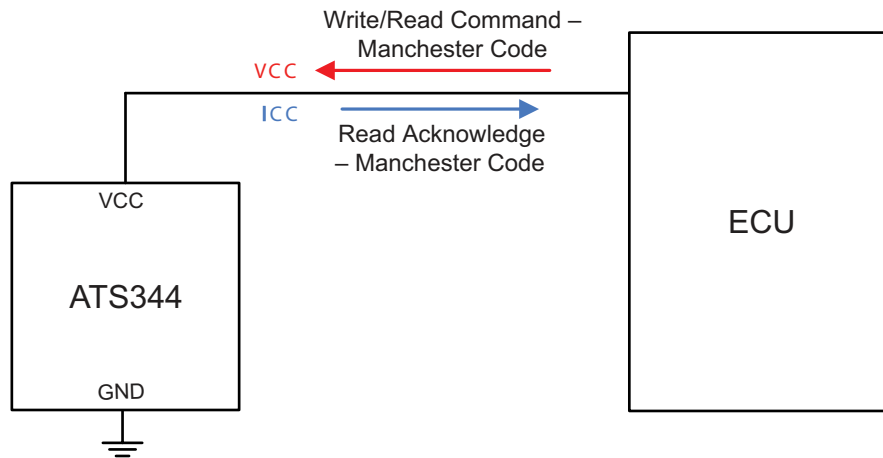 Write/Read Command –
Manchester Code
VCC
ICC
Read Acknowledge
– Manchester Code
VCC
ATS344
GND
ECU